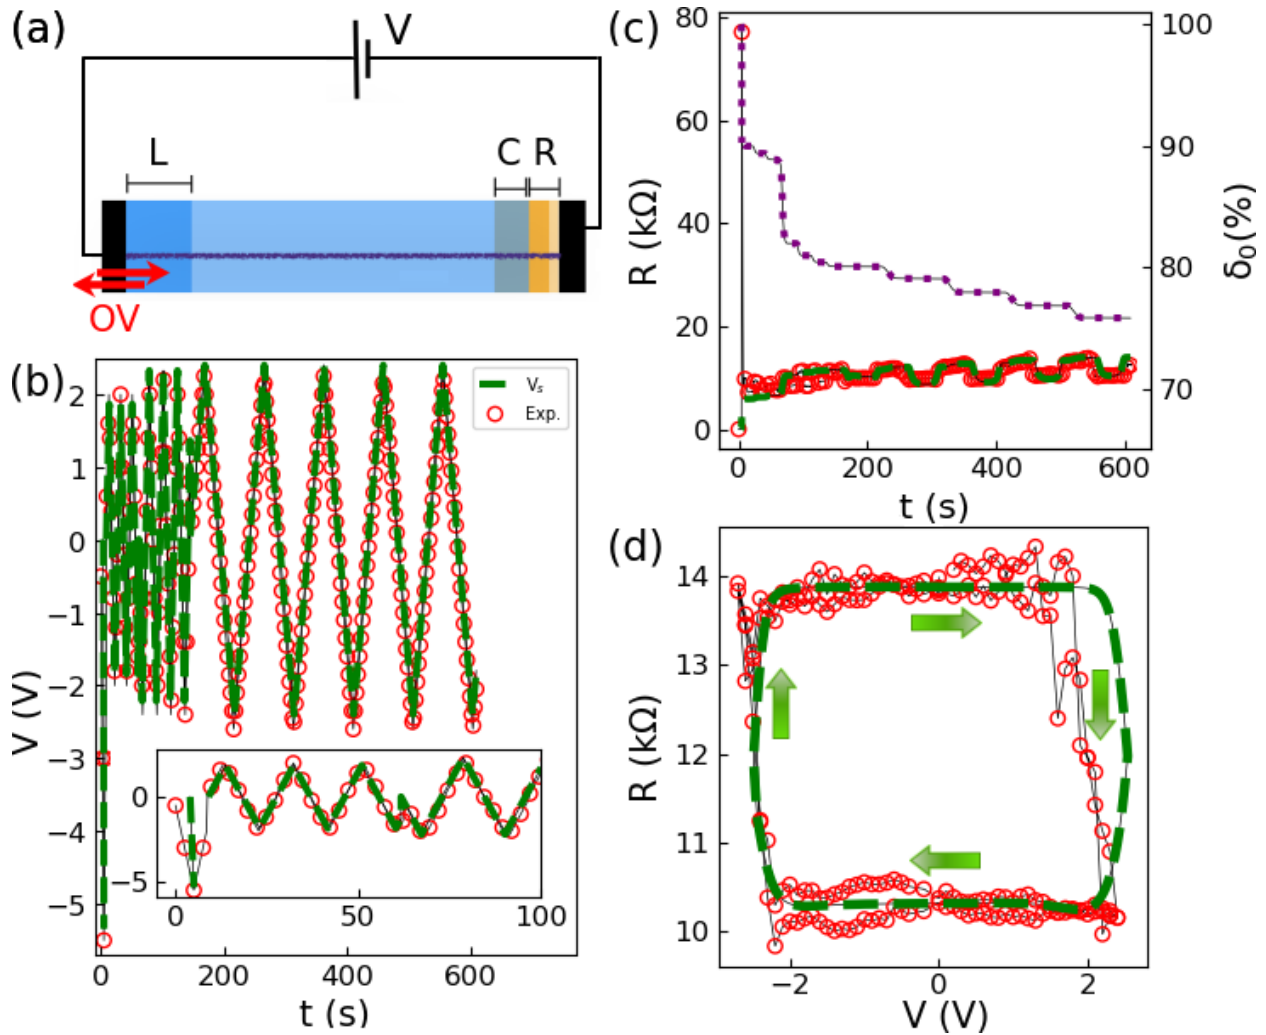 (a)
V
L
C R
OV
(b)
2
1
0
−1
−2
−3
−4
−5
V (V)
V_s
Exp.
0
−5
0 50 100
0 200 400 600
t (s)
(c)
80
60
40
20
0
R (kΩ)
100
90
80
70
δ₀(%)
0 200 400 600
t (s)
(d)
14
13
12
11
10
R (kΩ)
−2 0 2
V (V)